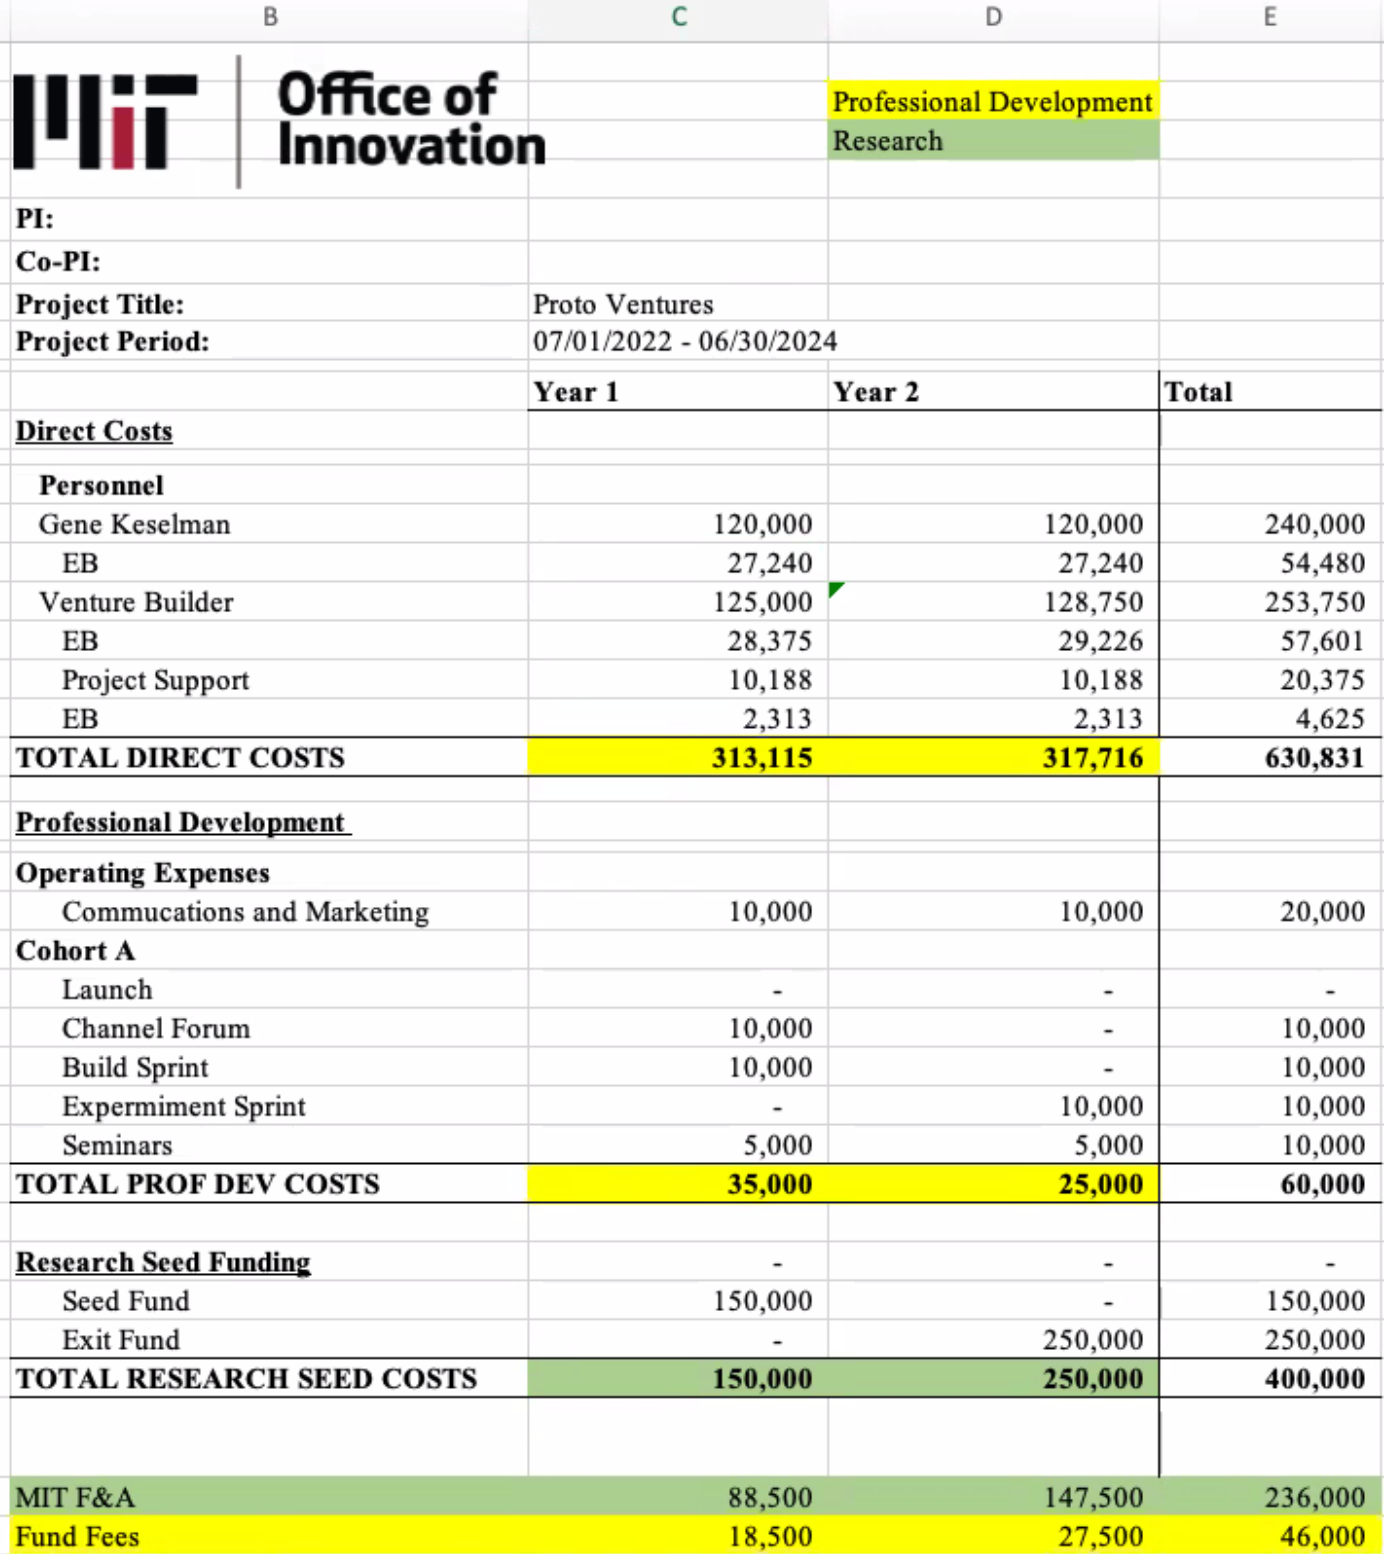 B C D E
MIT Office of
Innovation
Professional Development
Research
PI:
Co-PI:
Project Title: Proto Ventures
Project Period: 07/01/2022 - 06/30/2024
Year 1 Year 2 Total
Direct Costs
Personnel
Gene Keselman 120,000 120,000 240,000
EB 27,240 27,240 54,480
Venture Builder 125,000 128,750 253,750
EB 28,375 29,226 57,601
Project Support 10,188 10,188 20,375
EB 2,313 2,313 4,625
TOTAL DIRECT COSTS 313,115 317,716 630,831
Professional Development
Operating Expenses
Commucations and Marketing 10,000 10,000 20,000
Cohort A
Launch - - -
Channel Forum 10,000 - 10,000
Build Sprint 10,000 - 10,000
Expermiment Sprint - 10,000 10,000
Seminars 5,000 5,000 10,000
TOTAL PROF DEV COSTS 35,000 25,000 60,000
Research Seed Funding - - -
Seed Fund 150,000 - 150,000
Exit Fund - 250,000 250,000
TOTAL RESEARCH SEED COSTS 150,000 250,000 400,000
MIT F&A 88,500 147,500 236,000
Fund Fees 18,500 27,500 46,000